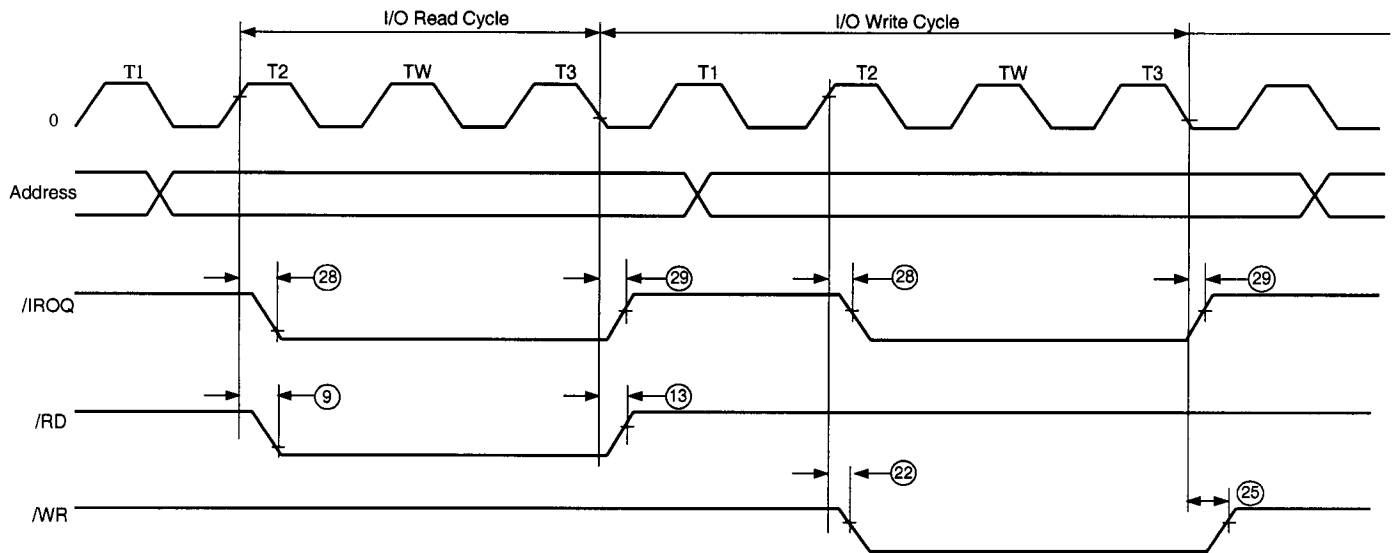 I/O Read Cycle I/O Write Cycle
T1 T2 TW T3 T1 T2 TW T3
0
Address
28 29 28 29
/IROQ
9 13
/RD
22 25
/WR